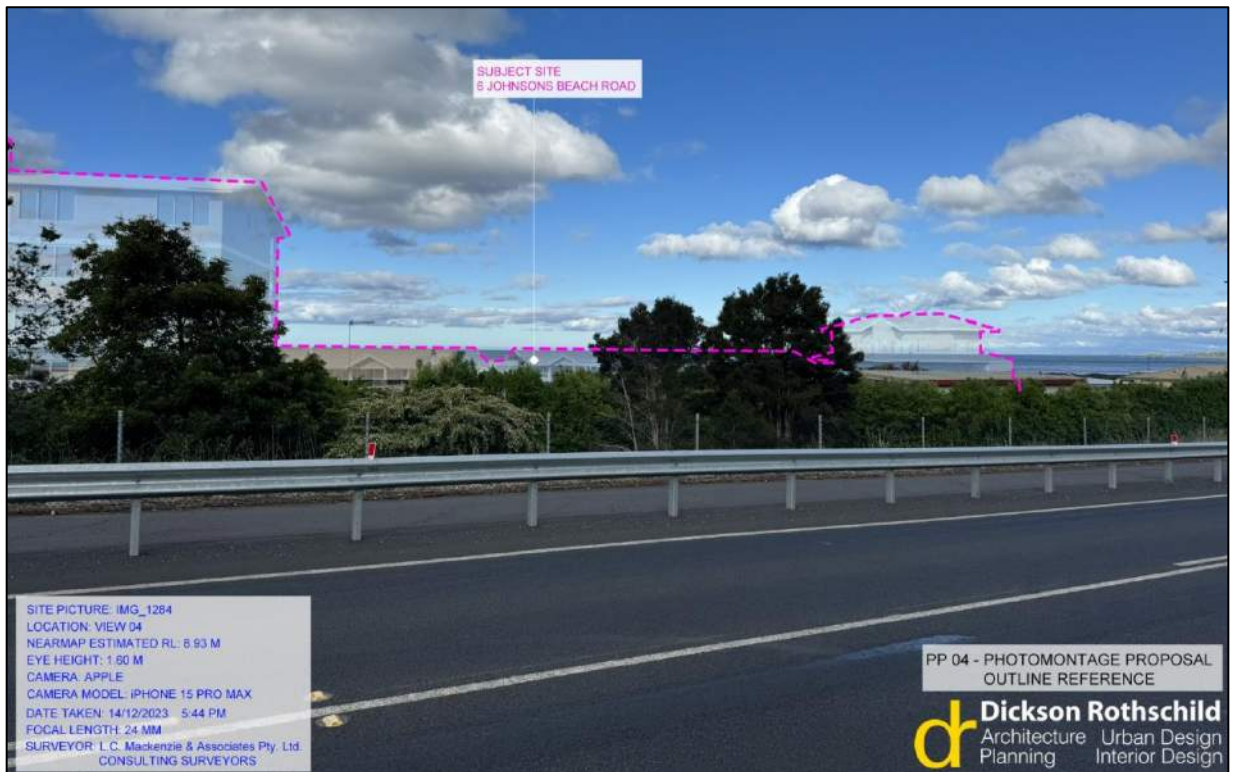 SUBJECT SITE
6 JOHNSONS BEACH ROAD
SITE PICTURE: IMG_1284
LOCATION: VIEW 04
NEARMAP ESTIMATED RL: 8.93 M
EYE HEIGHT: 1.60 M
CAMERA: APPLE
CAMERA MODEL: iPHONE 15 PRO MAX
DATE TAKEN: 14/12/2023 5:44 PM
FOCAL LENGTH: 24 MM
SURVEYOR: L.C. Mackenzie & Associates Pty. Ltd.
CONSULTING SURVEYORS
PP 04 - PHOTOMONTAGE PROPOSAL
OUTLINE REFERENCE
dr
Dickson Rothschild
Architecture Urban Design
Planning Interior Design